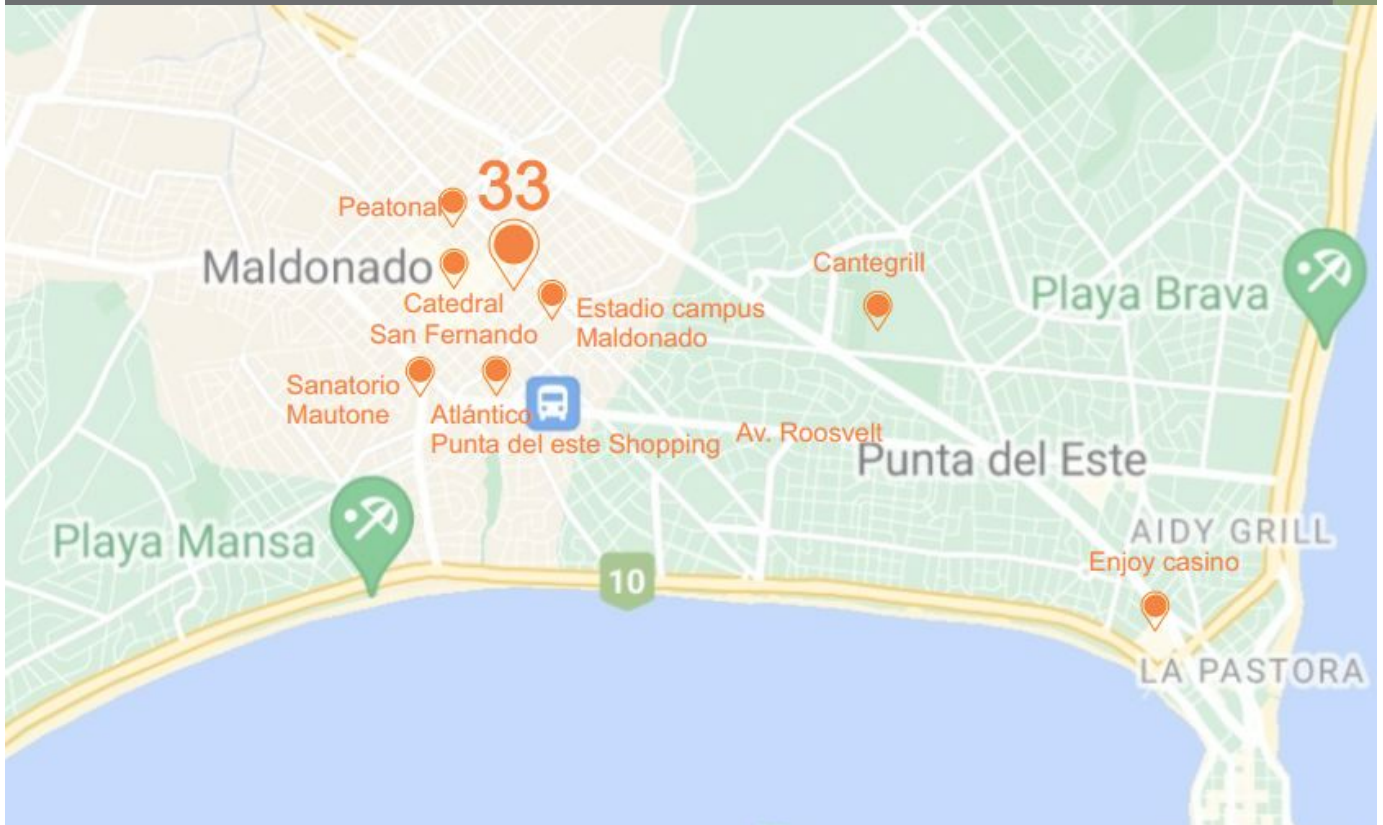 33
Peatonal
Maldonado
Catedral
San Fernando
Estadio campus
Maldonado
Cantegrill
Playa Brava
Sanatorio
Mautone
Atlántico
Punta del este Shopping
Av. Roosvelt
Punta del Este
Playa Mansa
AIDY GRILL
Enjoy casino
10
LA PASTORA